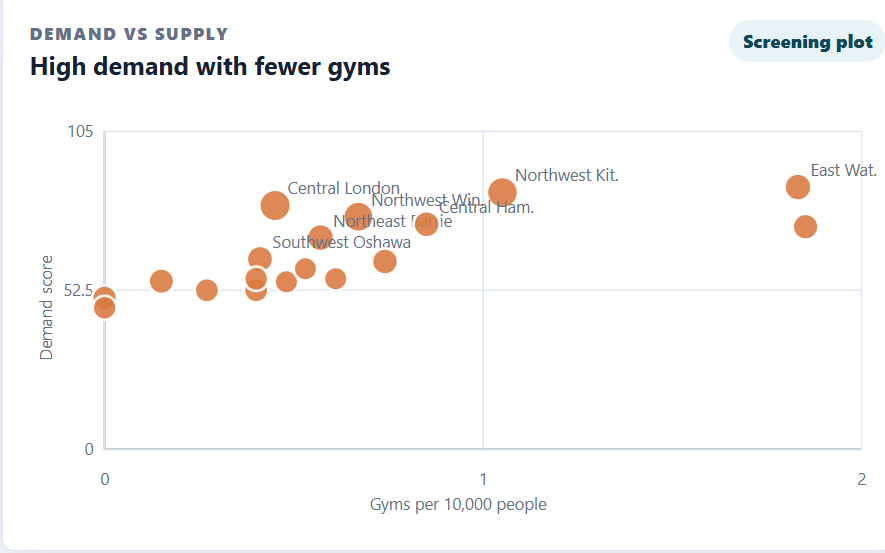 DEMAND VS SUPPLY
High demand with fewer gyms
Screening plot
105
52.5
0
Demand score
Central London
Northwest Win.
Northwest Kit.
Central Ham.
East Wat.
Northeast
Southwest Oshawa
0
1
2
Gyms per 10,000 people